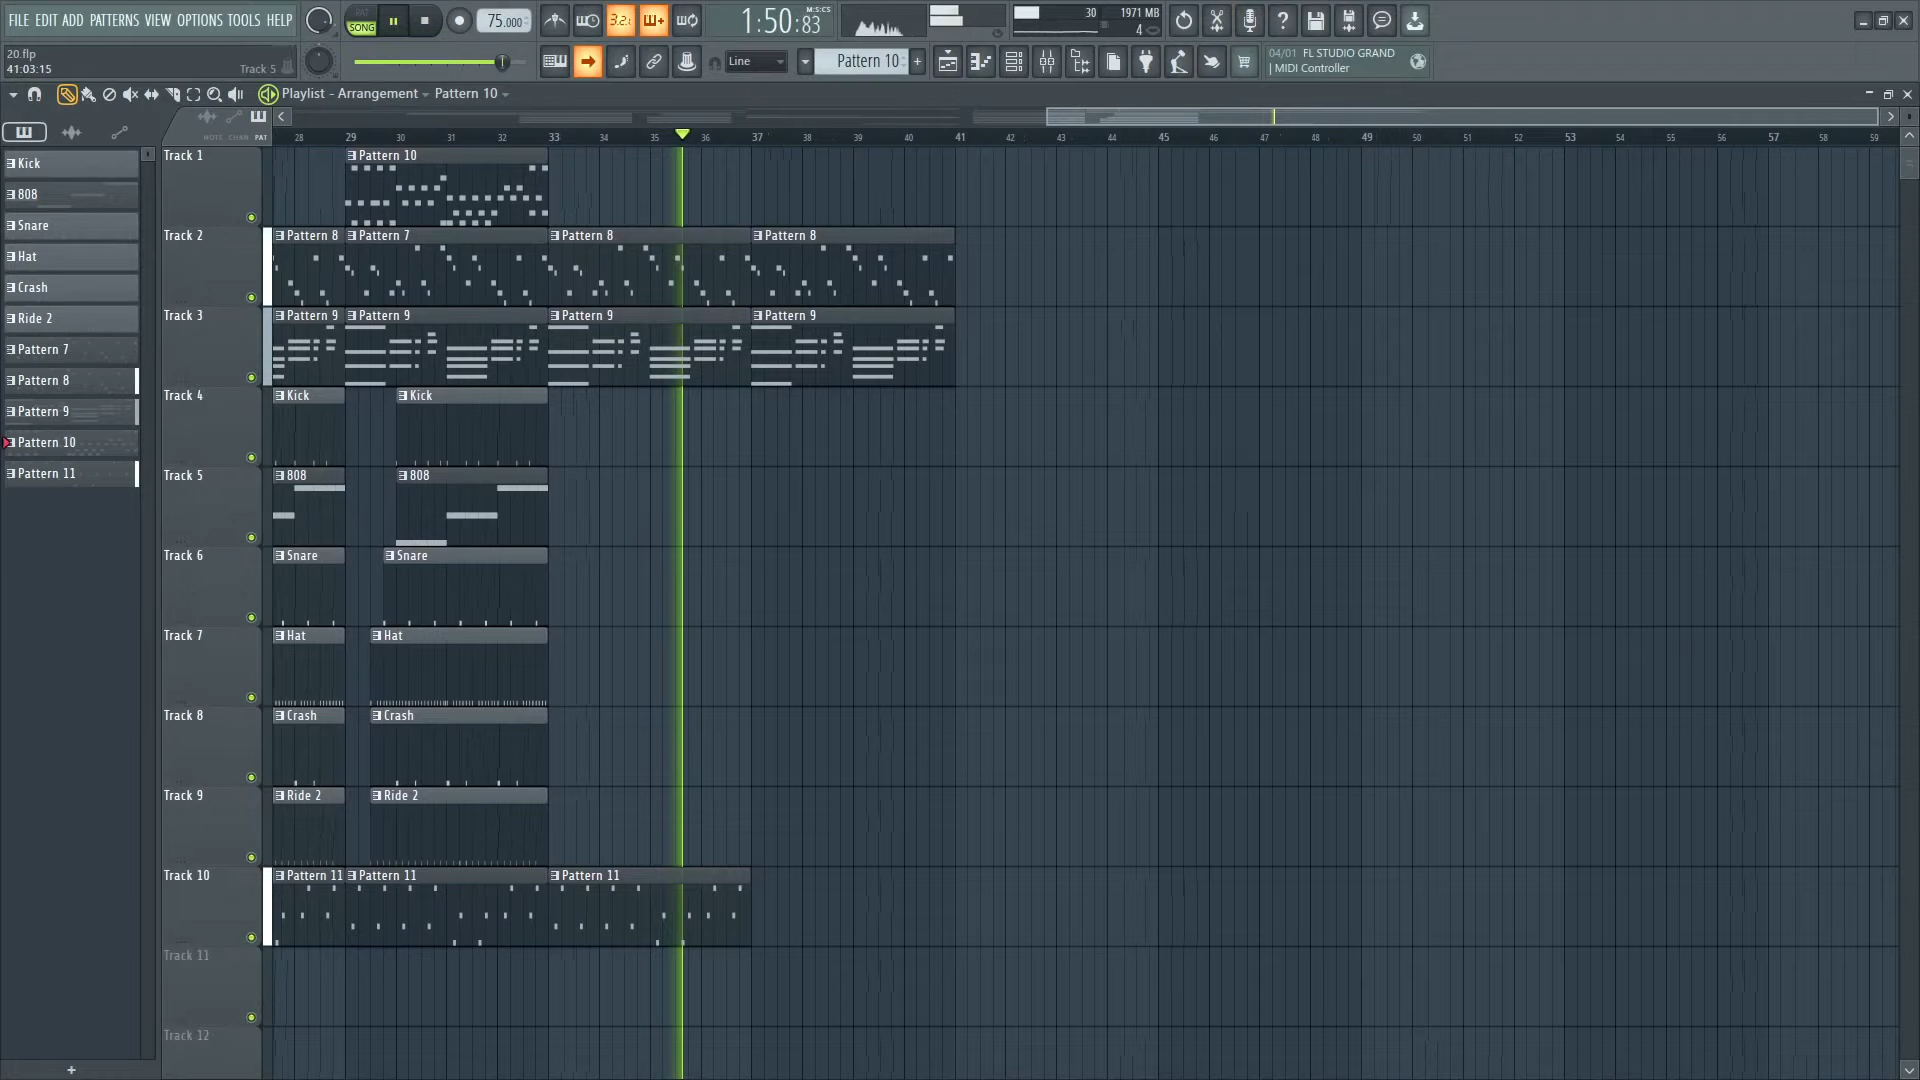 FILE EDIT ADD PATTERNS VIEW OPTIONS TOOLS HELP
PAT
SONG
75.000
3.2.
1:50:83
M:S:CS
30
1971 MB
4
20.flp
41:03:15
Track 5
Line
Pattern 10
04/01 FL STUDIO GRAND
| MIDI Controller
Playlist - Arrangement
Pattern 10
NOTE CHAN PAT
28 29 30 31 32 33 34 35 36 37 38 39 40 41 42 43 44 45 46 47 48 49 50 51 52 53 54 55 56 57 58 59
Kick
808
Snare
Hat
Crash
Ride 2
Pattern 7
Pattern 8
Pattern 9
Pattern 10
Pattern 11
Track 1
Pattern 10
Track 2
Pattern 8 Pattern 7 Pattern 8 Pattern 8
Track 3
Pattern 9 Pattern 9 Pattern 9 Pattern 9
Track 4
Kick Kick
Track 5
808 808
Track 6
Snare Snare
Track 7
Hat Hat
Track 8
Crash Crash
Track 9
Ride 2 Ride 2
Track 10
Pattern 11 Pattern 11 Pattern 11
Track 11
Track 12